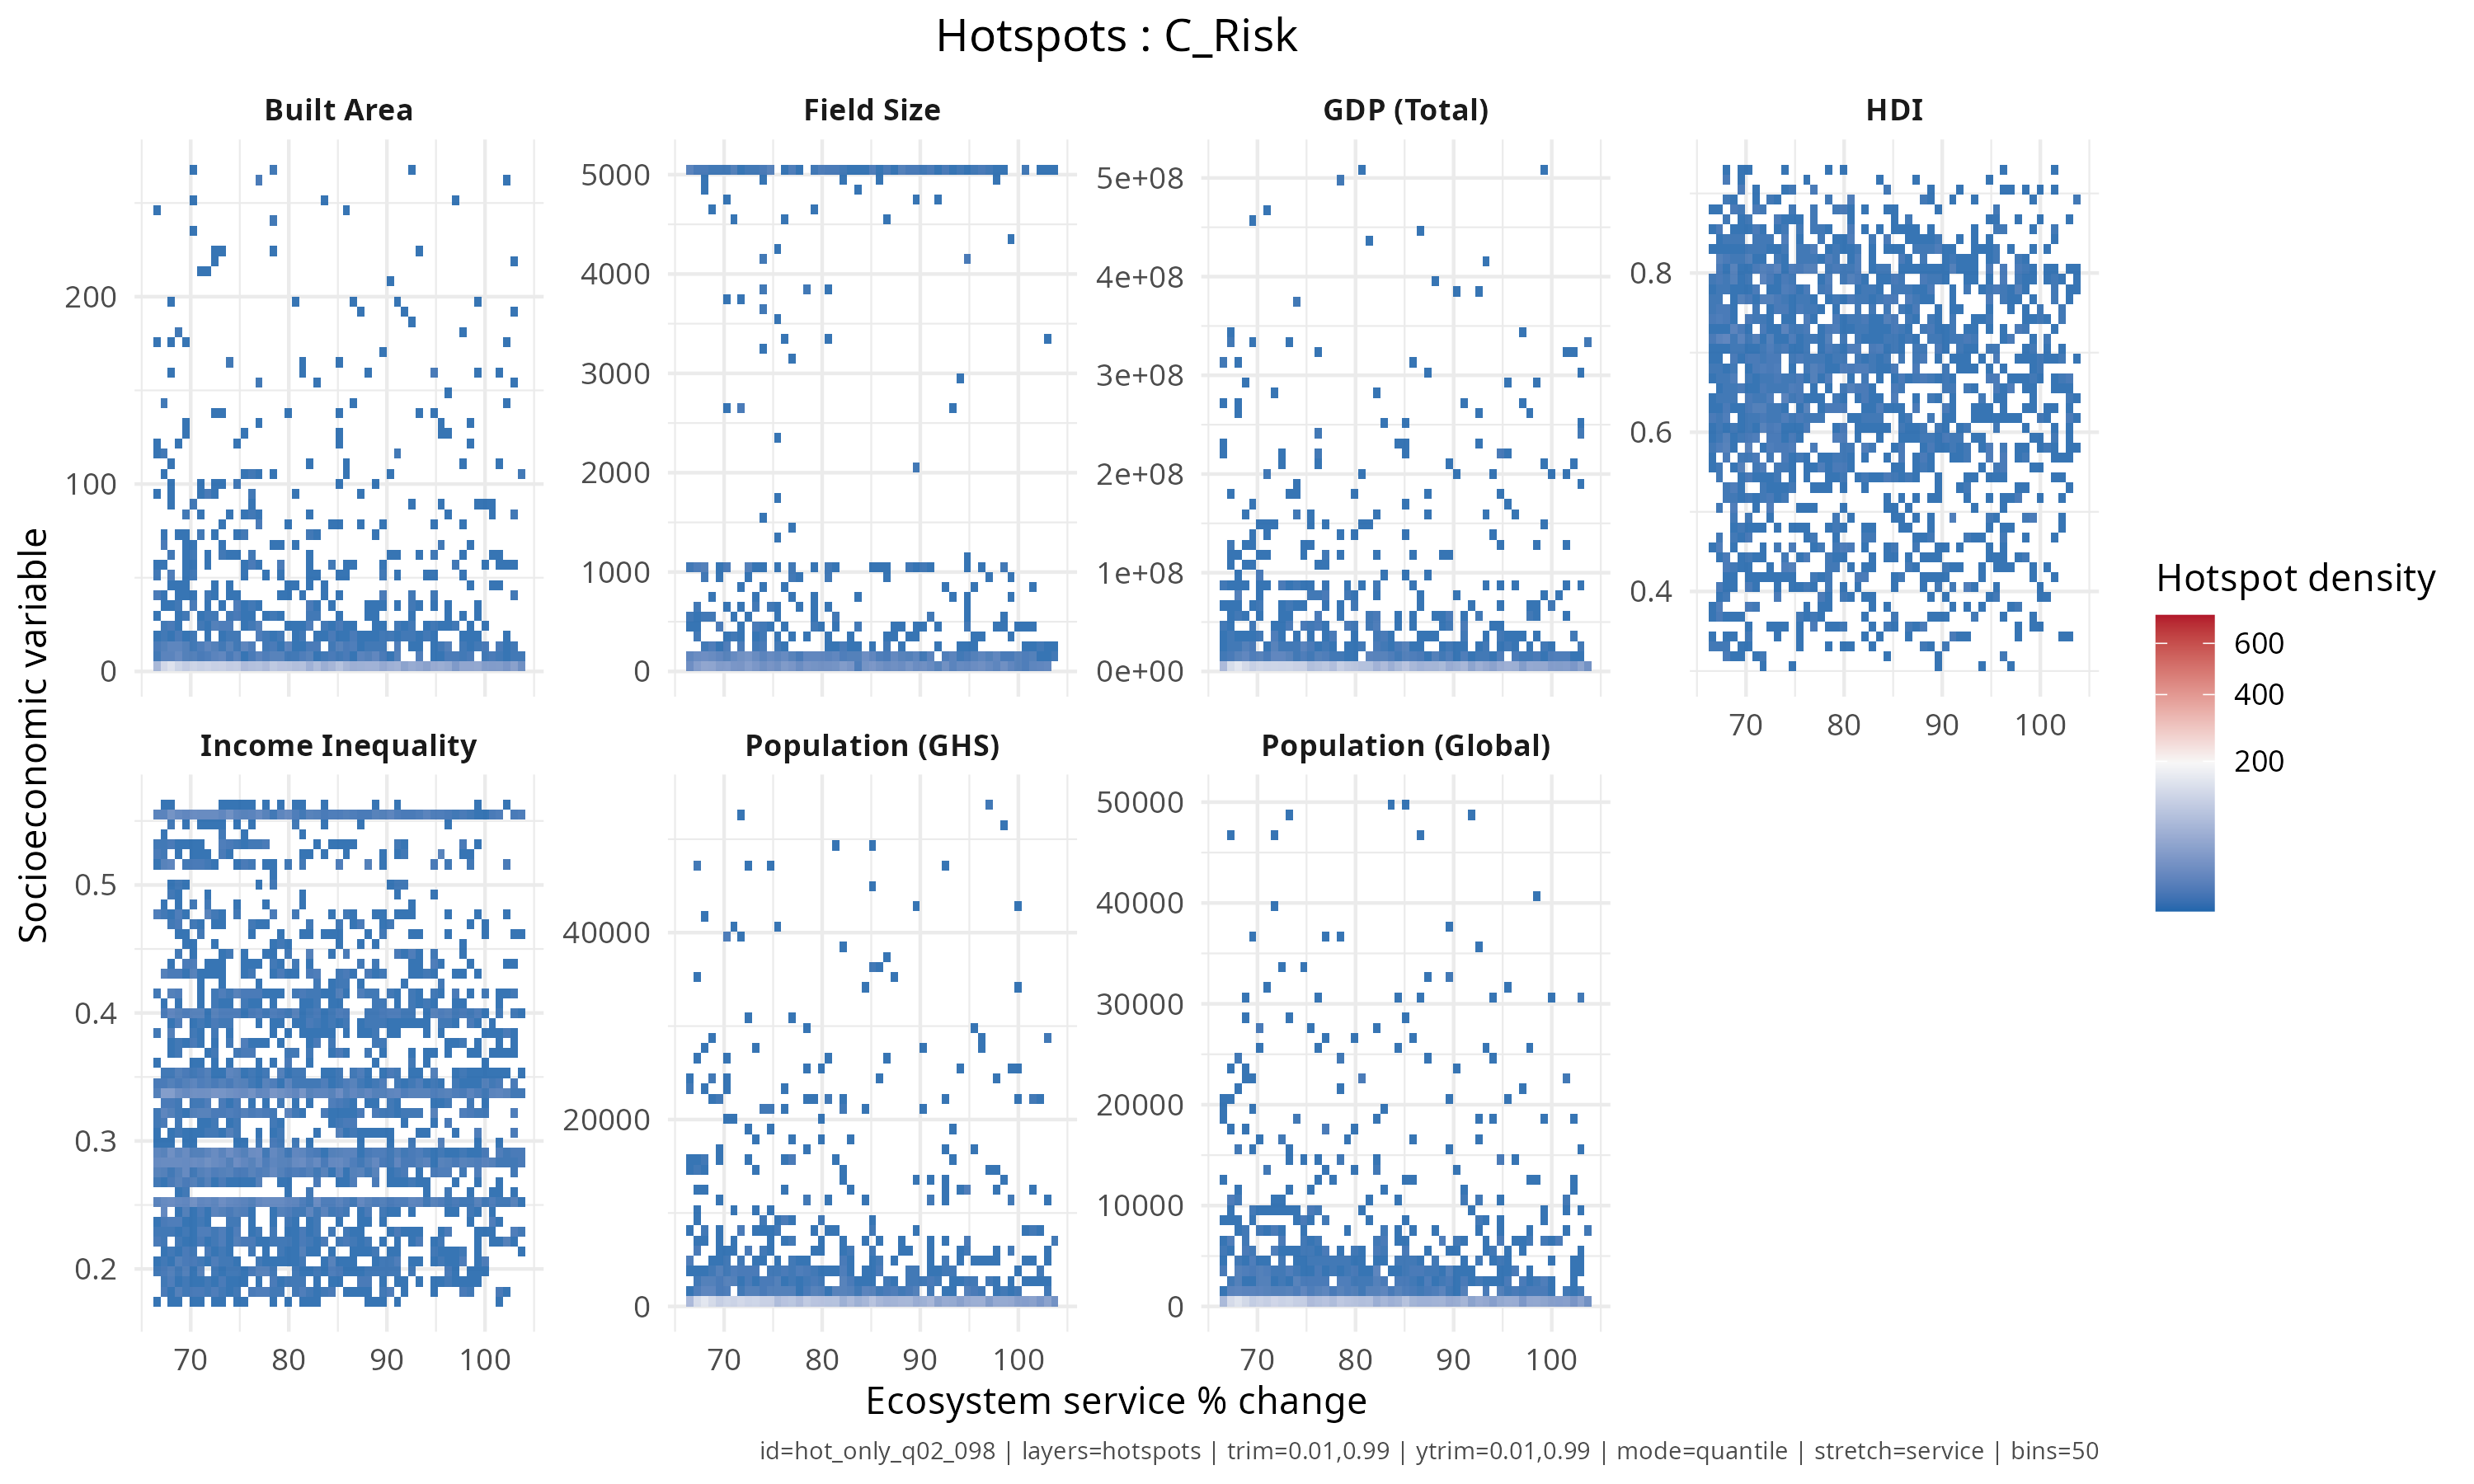 Hotspots : C_Risk
Built Area
Field Size
GDP (Total)
HDI
200
100
0
5000
4000
3000
2000
1000
0
5e+08
4e+08
3e+08
2e+08
1e+08
0e+00
0.8
0.6
0.4
70 80 90 100
Socioeconomic variable
Hotspot density
600
400
200
Income Inequality
Population (GHS)
Population (Global)
0.5
0.4
0.3
0.2
40000
20000
0
50000
40000
30000
20000
10000
0
70 80 90 100
70 80 90 100
70 80 90 100
Ecosystem service % change
id=hot_only_q02_098 | layers=hotspots | trim=0.01,0.99 | ytrim=0.01,0.99 | mode=quantile | stretch=service | bins=50